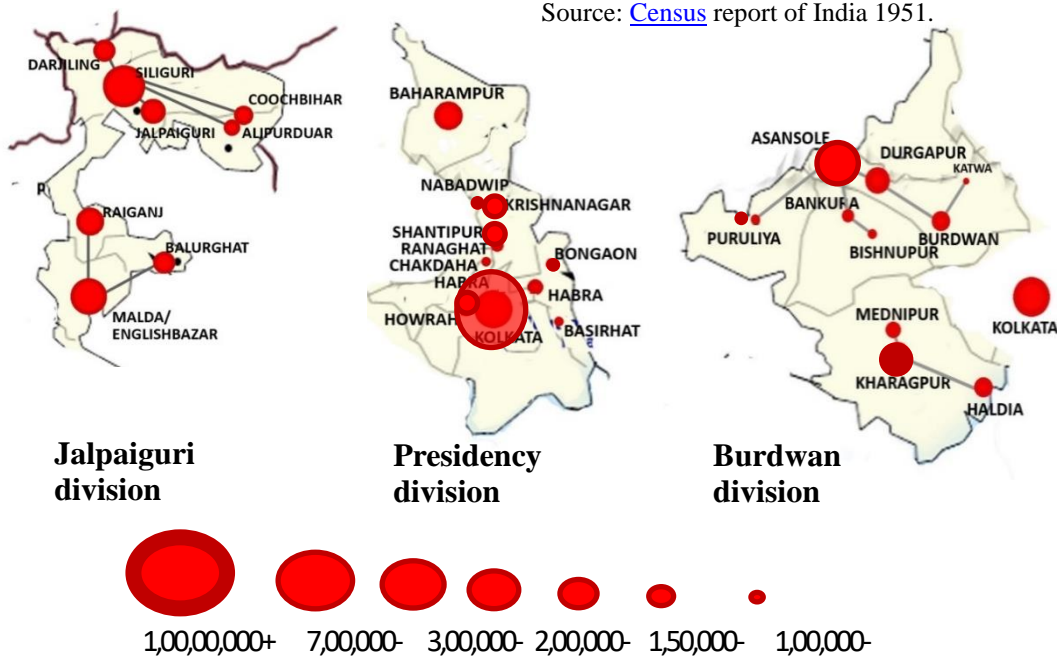 Source: Census report of India 1951.
DARJILING
SILIGURI
COOCHBIHAR
JALPAIGURI
ALIPURDUAR
RAIGANJ
BALURGHAT
MALDA/
ENGLISHBAZAR
BAHARAMPUR
NABADWIP
KRISHNANAGAR
SHANTIPUR
RANAGHAT
BONGAON
CHAKDAHA
HABRA
HABRA
HOWRAH
BASIRHAT
KOLKATA
ASANSOLE
DURGAPUR
KATWA
BANKURA
PURULIYA
BURDWAN
BISHNUPUR
MEDNIPUR
KOLKATA
KHARAGPUR
HALDIA
Jalpaiguri
division
Presidency
division
Burdwan
division
1,00,00,000+ 7,00,000- 3,00,000- 2,00,000- 1,50,000- 1,00,000-